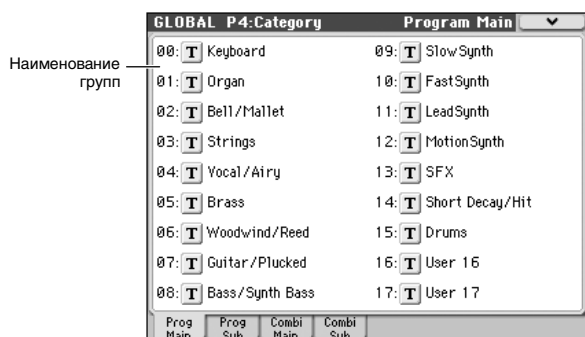 GLOBAL P4:Category Program Main
Наименование групп
00: T Keyboard
01: T Organ
02: T Bell/Mallet
03: T Strings
04: T Vocal/Airy
05: T Brass
06: T Woodwind/Reed
07: T Guitar/Plucked
08: T Bass/Synth Bass
09: T SlowSynth
10: T FastSynth
11: T LeadSynth
12: T MotionSynth
13: T SFX
14: T Short Decay/Hit
15: T Drums
16: T User 16
17: T User 17
Prog Main
Prog Sub
Combi Main
Combi Sub